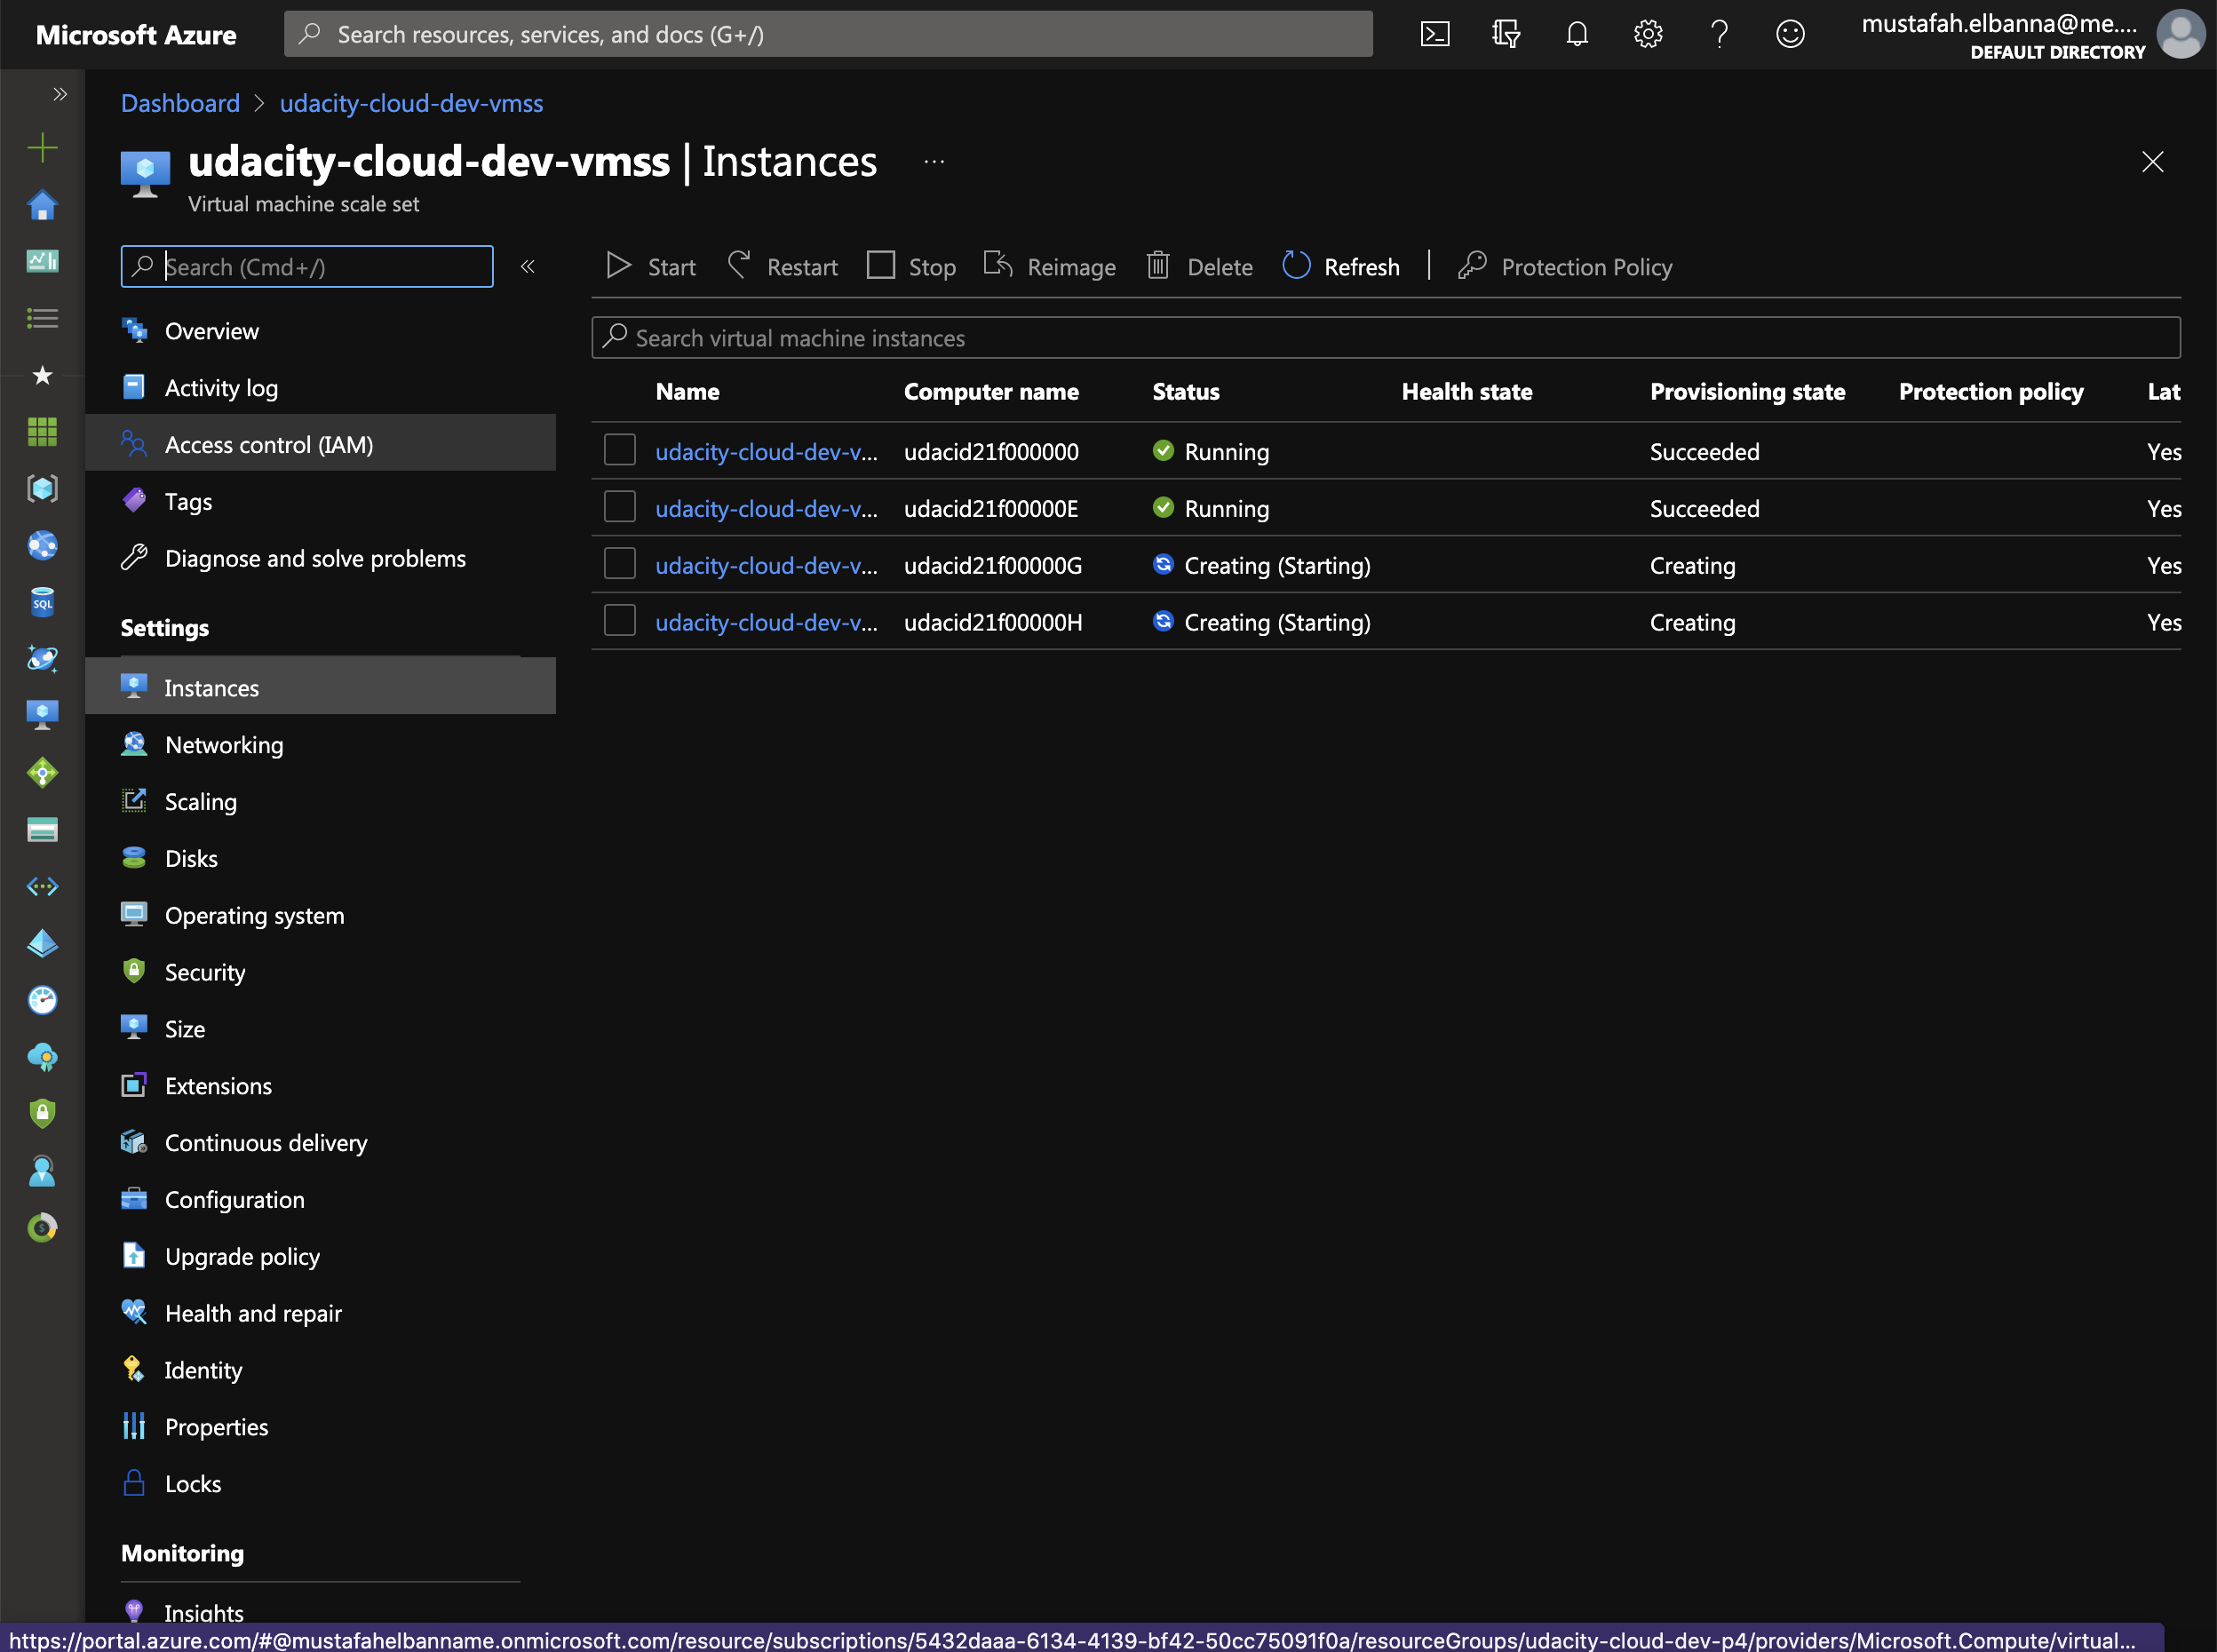 Microsoft Azure
Search resources, services, and docs (G+/)
mustafah.elbanna@me....
DEFAULT DIRECTORY
Dashboard > udacity-cloud-dev-vmss
udacity-cloud-dev-vmss | Instances ...
Virtual machine scale set
Search (Cmd+/)
Overview
Activity log
Access control (IAM)
Tags
Diagnose and solve problems
Settings
Instances
Networking
Scaling
Disks
Operating system
Security
Size
Extensions
Continuous delivery
Configuration
Upgrade policy
Health and repair
Identity
Properties
Locks
Monitoring
Insights
Start Restart Stop Reimage Delete Refresh Protection Policy
Search virtual machine instances
Name Computer name Status Health state Provisioning state Protection policy Lat
udacity-cloud-dev-v... udacid21f000000 Running Succeeded Yes
udacity-cloud-dev-v... udacid21f00000E Running Succeeded Yes
udacity-cloud-dev-v... udacid21f00000G Creating (Starting) Creating Yes
udacity-cloud-dev-v... udacid21f00000H Creating (Starting) Creating Yes
https://portal.azure.com/#@mustafahelbanname.onmicrosoft.com/resource/subscriptions/5432daaa-6134-4139-bf42-50cc75091f0a/resourceGroups/udacity-cloud-dev-p4/providers/Microsoft.Compute/virtual...